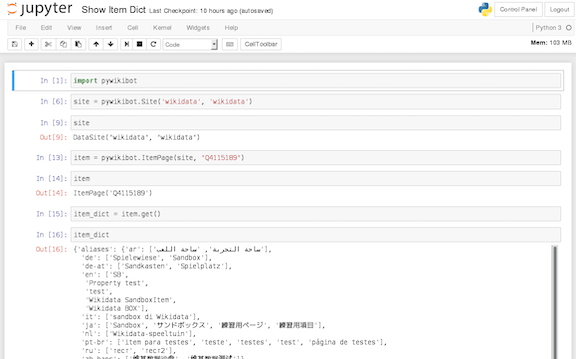 jupyter Show Item Dict Last Checkpoint: 10 hours ago (autosaved) Control Panel Logout
File Edit View Insert Cell Kernel Widgets Help Python 3
Code CellToolbar Mem: 103 MB
In [1]: import pywikibot
In [6]: site = pywikibot.Site('wikidata', 'wikidata')
In [9]: site
Out[9]: DataSite("wikidata", "wikidata")
In [13]: item = pywikibot.ItemPage(site, "Q4115189")
In [14]: item
Out[14]: ItemPage('Q4115189')
In [15]: item_dict = item.get()
In [16]: item_dict
Out[16]: {'aliases': {'ar': ['ساحة التجربة', 'ساحة اللعب'],
'de': ['Spielewiese', 'Sandbox'],
'de-at': ['Sandkasten', 'Spielplatz'],
'en': ['SB',
'Property test',
'test',
'Wikidata SandboxItem',
'Wikidata BOX'],
'it': ['sandbox di Wikidata'],
'ja': ['Sandbox', 'サンドボックス', '練習用ページ', '練習用項目'],
'nl': ['Wikidata-speeltuin'],
'pt-br': ['item para testes', 'teste', 'testes', 'test', 'página de testes'],
'ru': ['тест', 'тест2'],